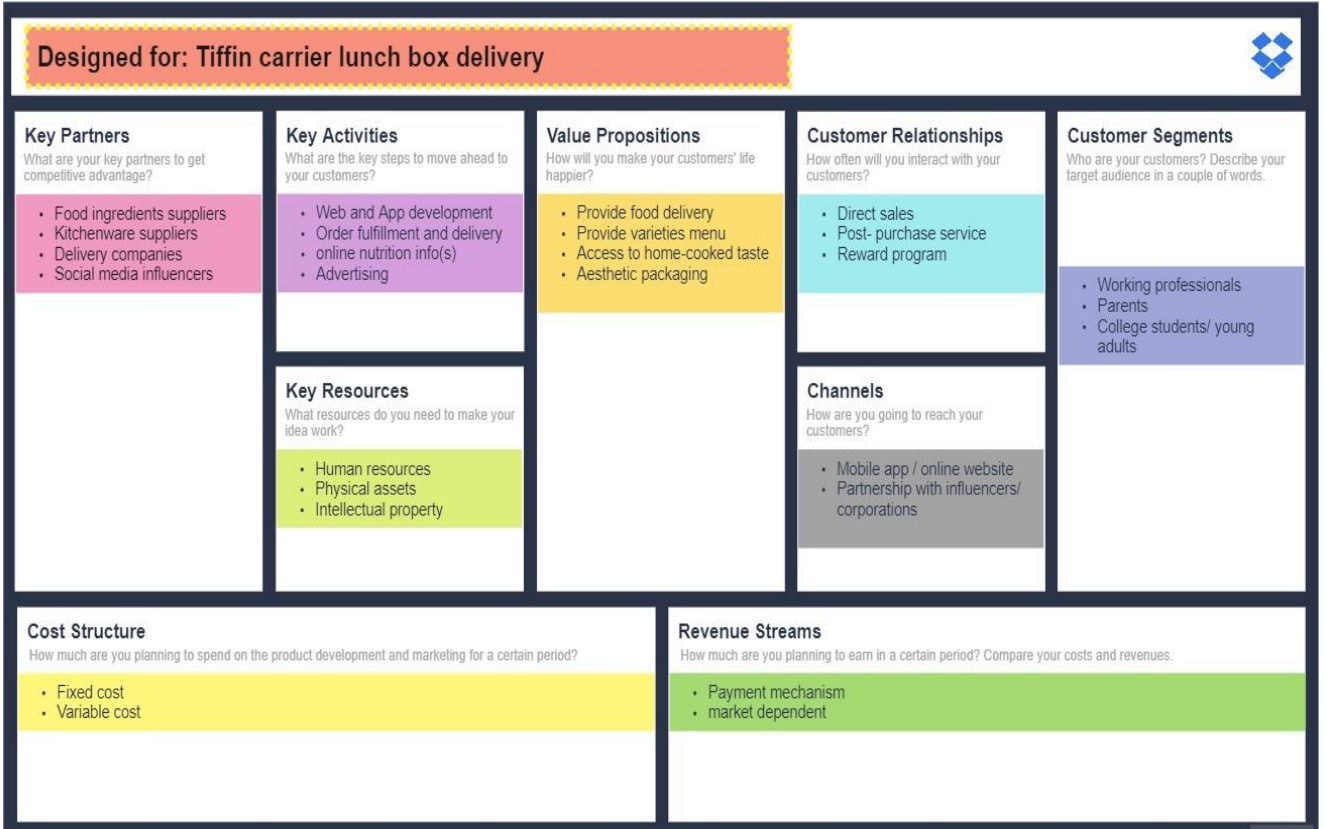 Designed for: Tiffin carrier lunch box delivery
Key Partners
What are your key partners to get
competitive advantage?
• Food ingredients suppliers
• Kitchenware suppliers
• Delivery companies
• Social media influencers
Key Activities
What are the key steps to move ahead to
your customers?
• Web and App development
• Order fulfillment and delivery
• online nutrition info(s)
• Advertising
Key Resources
What resources do you need to make your
idea work?
• Human resources
• Physical assets
• Intellectual property
Value Propositions
How will you make your customers' life
happier?
• Provide food delivery
• Provide varieties menu
• Access to home-cooked taste
• Aesthetic packaging
Customer Relationships
How often will you interact with your
customers?
• Direct sales
• Post- purchase service
• Reward program
Channels
How are you going to reach your
customers?
• Mobile app / online website
• Partnership with influencers/
corporations
Customer Segments
Who are your customers? Describe your
target audience in a couple of words.
• Working professionals
• Parents
• College students/ young
adults
Cost Structure
How much are you planning to spend on the product development and marketing for a certain period?
• Fixed cost
• Variable cost
Revenue Streams
How much are you planning to earn in a certain period? Compare your costs and revenues.
• Payment mechanism
• market dependent